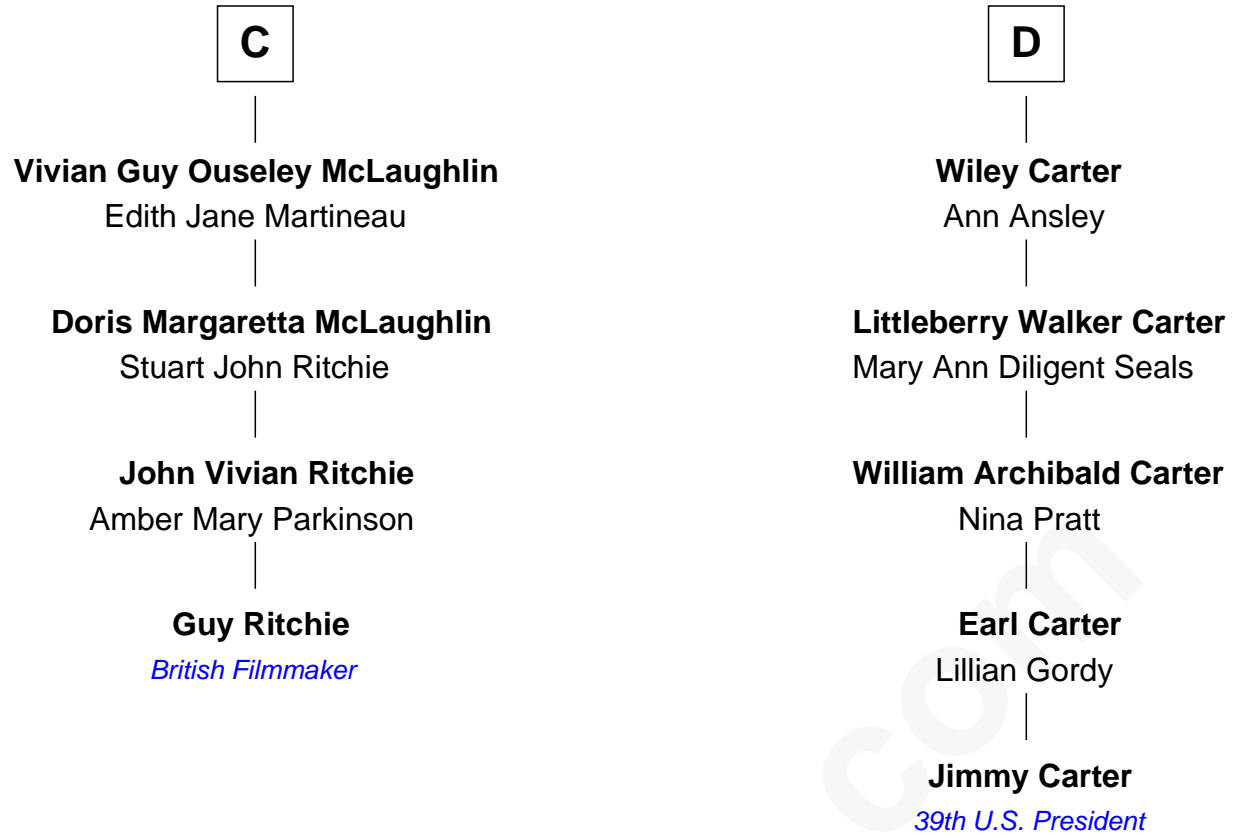 C
Vivian Guy Ouseley McLaughlin
Edith Jane Martineau
Doris Margaretta McLaughlin
Stuart John Ritchie
John Vivian Ritchie
Amber Mary Parkinson
Guy Ritchie
British Filmmaker
D
Wiley Carter
Ann Ansley
Littleberry Walker Carter
Mary Ann Diligent Seals
William Archibald Carter
Nina Pratt
Earl Carter
Lillian Gordy
Jimmy Carter
39th U.S. President
com